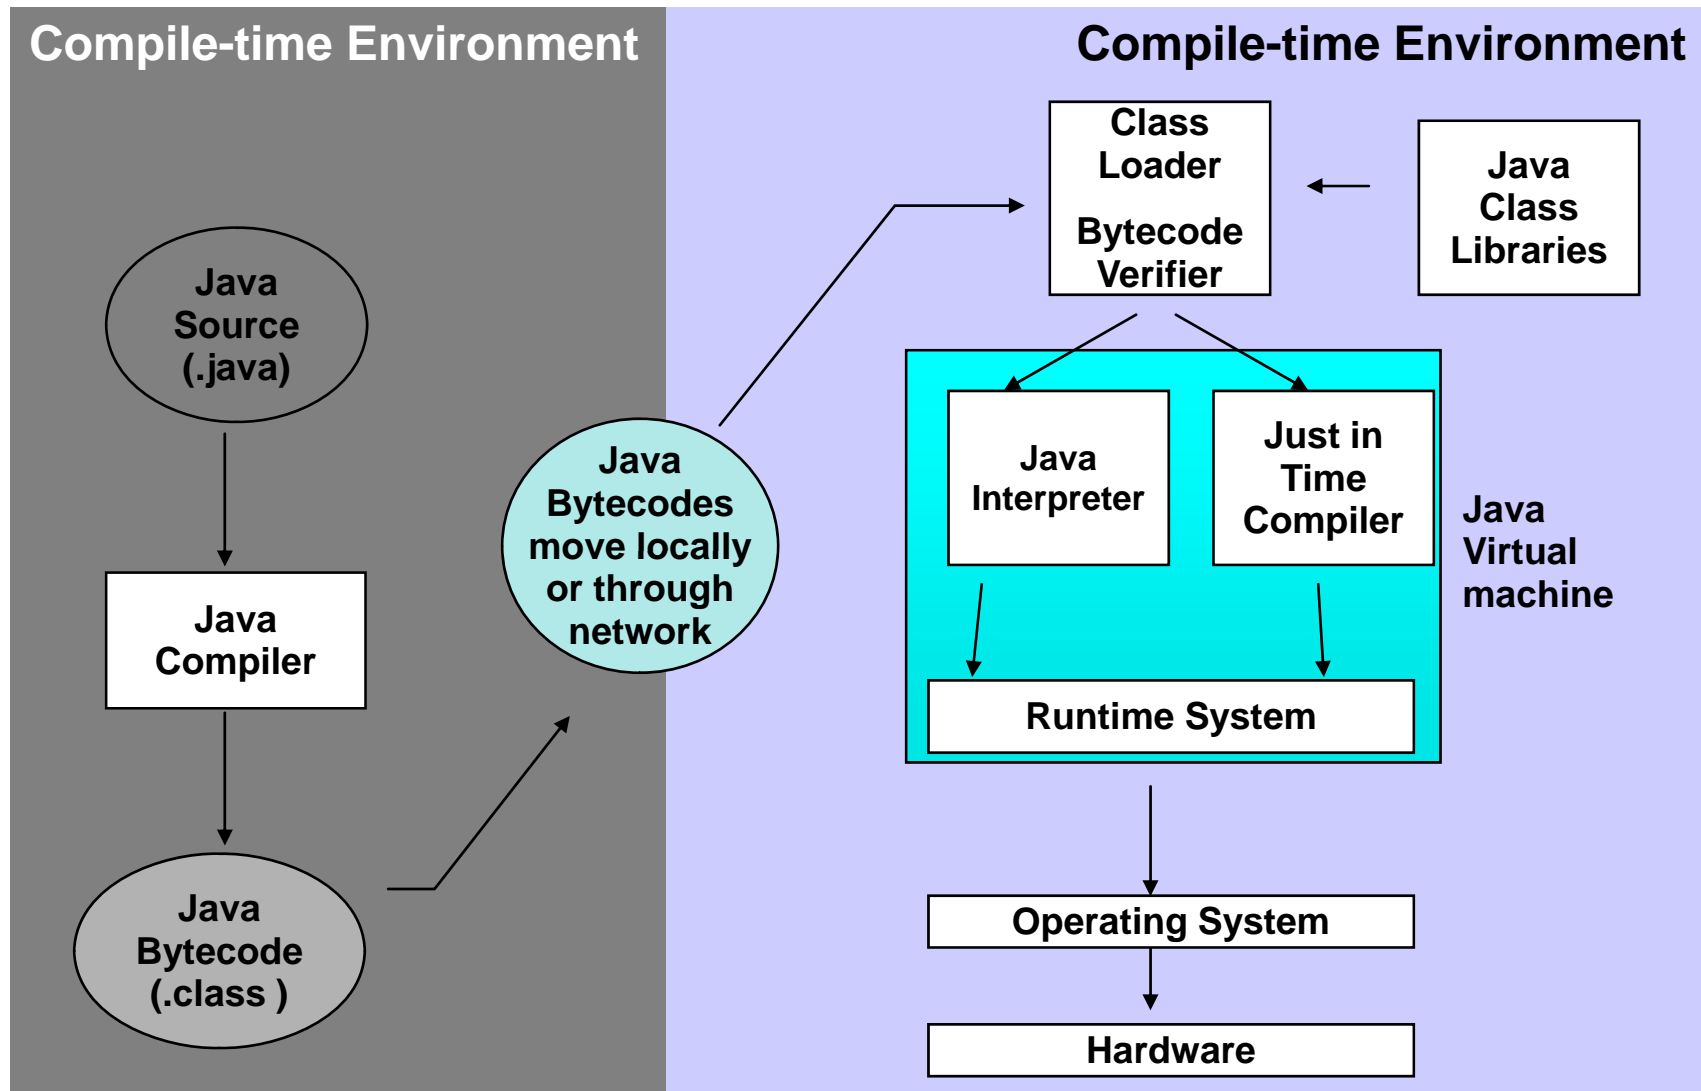 Compile-time Environment
Compile-time Environment
Java
Source
(.java)
Java
Compiler
Java
Bytecode
(.class )
Java
Bytecodes
move locally
or through
network
Class
Loader
Bytecode
Verifier
Java
Class
Libraries
Java
Interpreter
Just in
Time
Compiler
Java
Virtual
machine
Runtime System
Operating System
Hardware